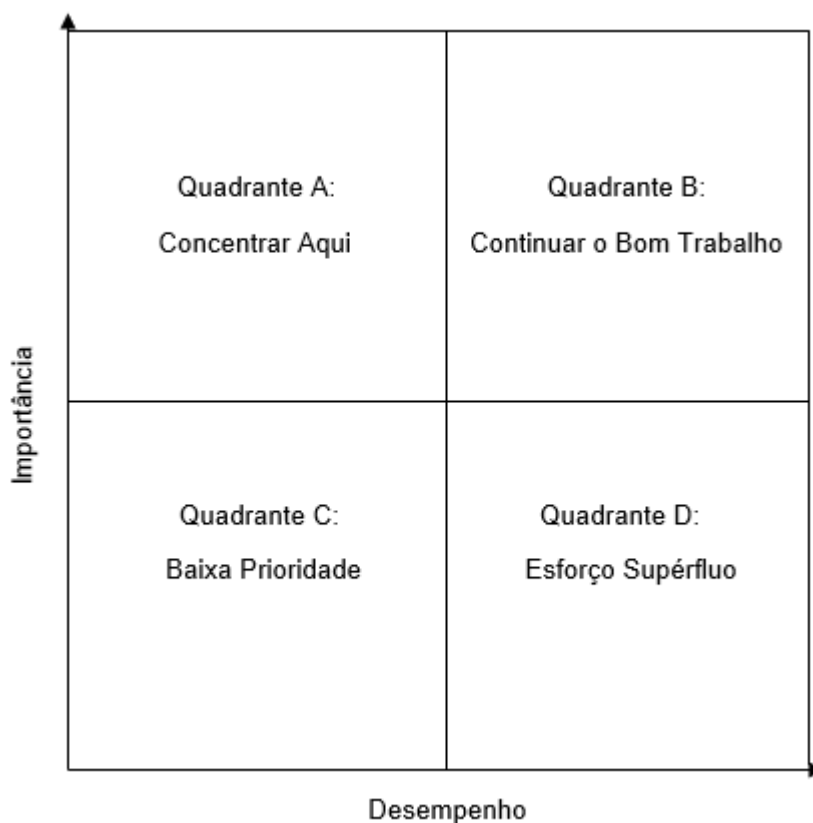 Quadrante A:
Concentrar Aqui
Quadrante B:
Continuar o Bom Trabalho
Importância
Quadrante C:
Baixa Prioridade
Quadrante D:
Esforço Supérfluo
Desempenho